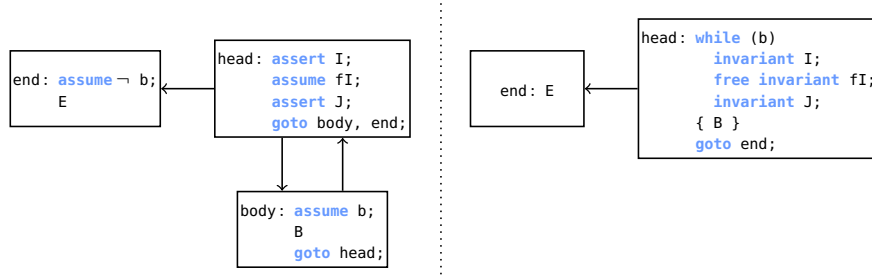 end: assume ¬ b;
E
head: assert I;
assume fI;
assert J;
goto body, end;
body: assume b;
B
goto head;
end: E
head: while (b)
invariant I;
free invariant fI;
invariant J;
{ B }
goto end;